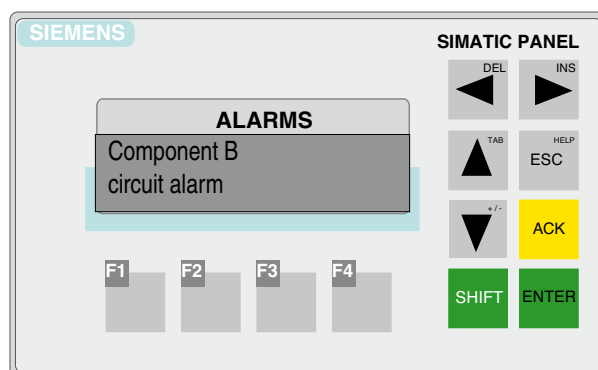 SIEMENS
SIMATIC PANEL
DEL
INS
ALARMS
Component B
circuit alarm
TAB
HELP
ESC
+/-
ACK
F1
F2
F3
F4
SHIFT
ENTER